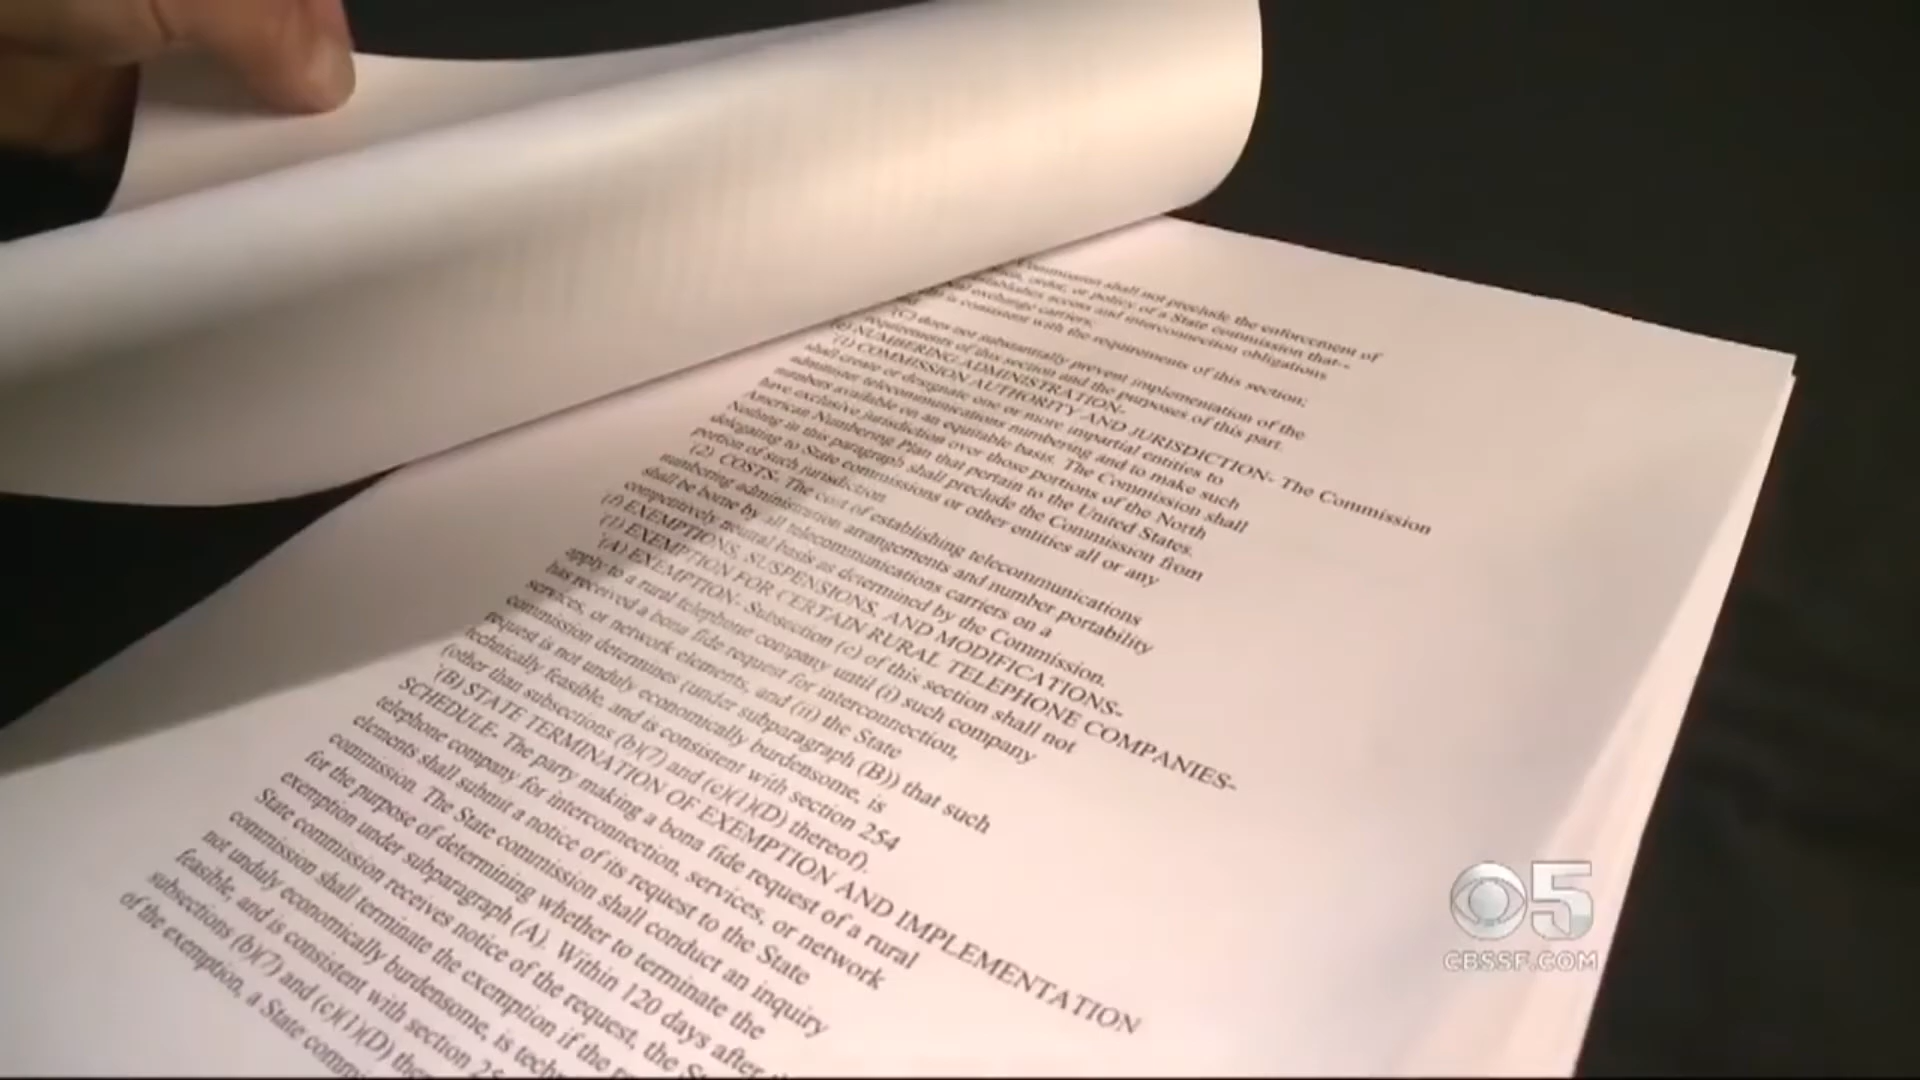 Commission shall not preclude the enforcement of
order, or policy of a State commission that--
establishes access and interconnection obligations
exchange carriers;
is consistent with the requirements of this section;
(C) does not substantially prevent implementation of the
requirements of this section and the purposes of this part.
(e) NUMBERING ADMINISTRATION-
`(1) COMMISSION AUTHORITY AND JURISDICTION- The Commission
shall create or designate one or more impartial entities to
administer telecommunications numbering and to make such
numbers available on an equitable basis. The Commission shall
have exclusive jurisdiction over those portions of the North
American Numbering Plan that pertain to the United States.
Nothing in this paragraph shall preclude the Commission from
delegating to State commissions or other entities all or any
portion of such jurisdiction
`(2) COSTS- The cost of establishing telecommunications
numbering administration arrangements and number portability
shall be borne by all telecommunications carriers on a
competitively neutral basis as determined by the Commission.
`(f) EXEMPTIONS, SUSPENSIONS, AND MODIFICATIONS-
`(1) EXEMPTION FOR CERTAIN RURAL TELEPHONE COMPANIES-
`(A) EXEMPTION- Subsection (c) of this section shall not
apply to a rural telephone company until (i) such company
has received a bona fide request for interconnection,
services, or network elements, and (ii) the State
commission determines (under subparagraph (B)) that such
request is not unduly economically burdensome, is
technically feasible, and is consistent with section 254
(other than subsections (b)(7) and (c)(1)(D) thereof).
`(B) STATE TERMINATION OF EXEMPTION AND IMPLEMENTATION
SCHEDULE- The party making a bona fide request of a rural
telephone company for interconnection, services, or network
elements shall submit a notice of its request to the State
commission. The State commission shall conduct an inquiry
for the purpose of determining whether to terminate the
exemption under subparagraph (A). Within 120 days after
State commission receives notice of the request, the
commission shall terminate the exemption if the
not unduly economically burdensome, is
feasible, and is consistent with section
subsections (b)(7) and (c)(1)(D)
of the exemption, a State
5
CBSSF.COM